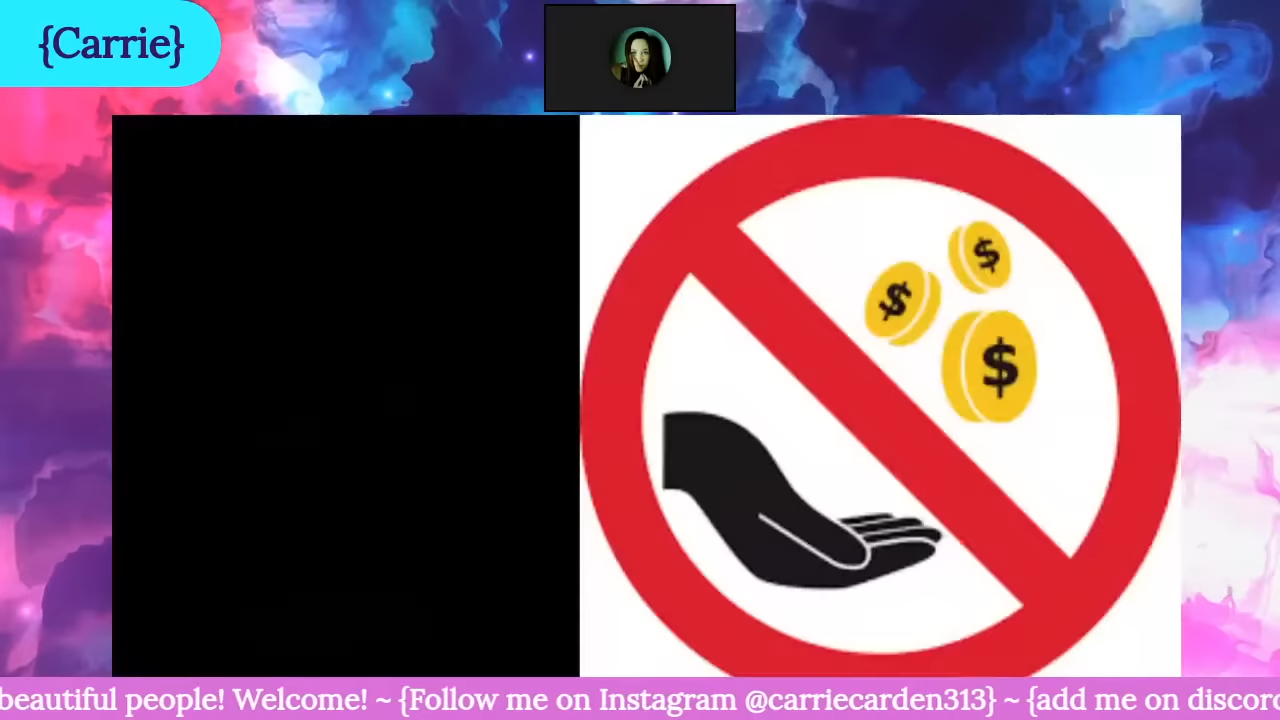 {Carrie}
$
$
$
beautiful people! Welcome! ~ {Follow me on Instagram @carriecarden313} ~ {add me on discord